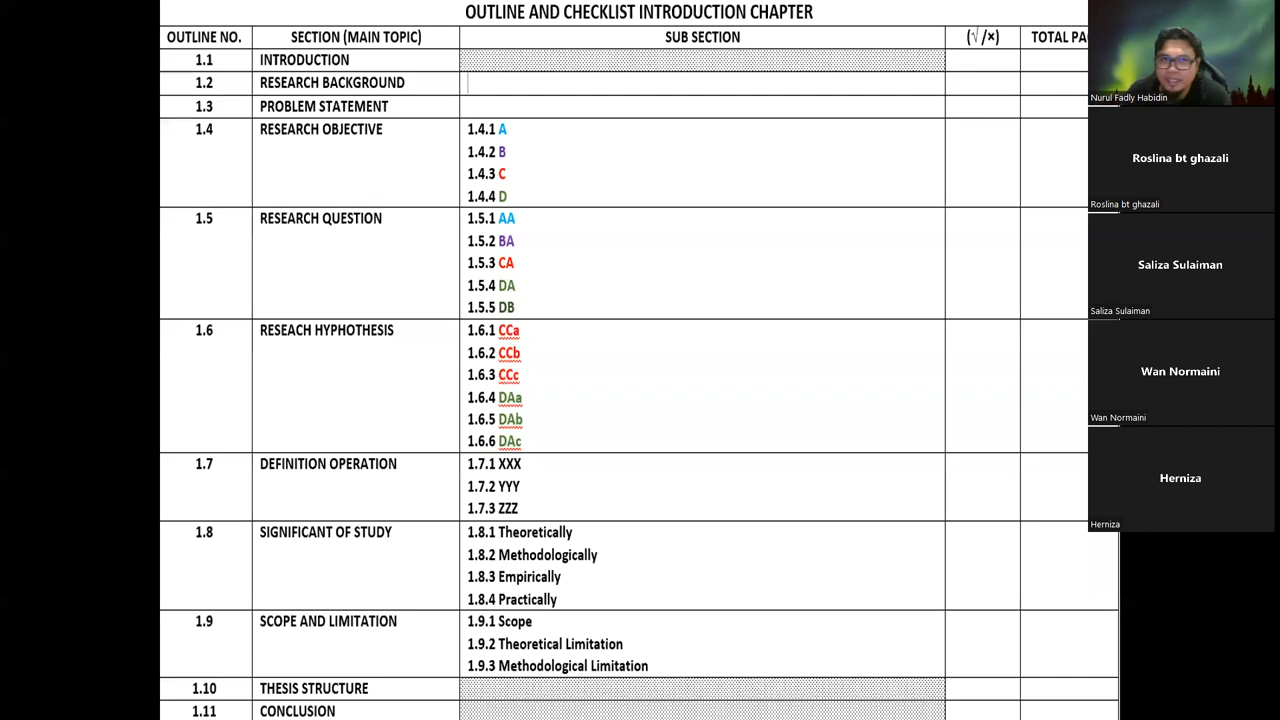 OUTLINE AND CHECKLIST INTRODUCTION CHAPTER
OUTLINE NO. SECTION (MAIN TOPIC) SUB SECTION (√/×) TOTAL PA
1.1 INTRODUCTION
1.2 RESEARCH BACKGROUND
1.3 PROBLEM STATEMENT
1.4 RESEARCH OBJECTIVE 1.4.1 A
1.4.2 B
1.4.3 C
1.4.4 D
1.5 RESEARCH QUESTION 1.5.1 AA
1.5.2 BA
1.5.3 CA
1.5.4 DA
1.5.5 DB
1.6 RESEACH HYPHOTHESIS 1.6.1 CCa
1.6.2 CCb
1.6.3 CCc
1.6.4 DAa
1.6.5 DAb
1.6.6 DAc
1.7 DEFINITION OPERATION 1.7.1 XXX
1.7.2 YYY
1.7.3 ZZZ
1.8 SIGNIFICANT OF STUDY 1.8.1 Theoretically
1.8.2 Methodologically
1.8.3 Empirically
1.8.4 Practically
1.9 SCOPE AND LIMITATION 1.9.1 Scope
1.9.2 Theoretical Limitation
1.9.3 Methodological Limitation
1.10 THESIS STRUCTURE
1.11 CONCLUSION
Nurul Fadly Habidin
Roslina bt ghazali
Roslina bt ghazali
Saliza Sulaiman
Saliza Sulaiman
Wan Normaini
Wan Normaini
Herniza
Herniza